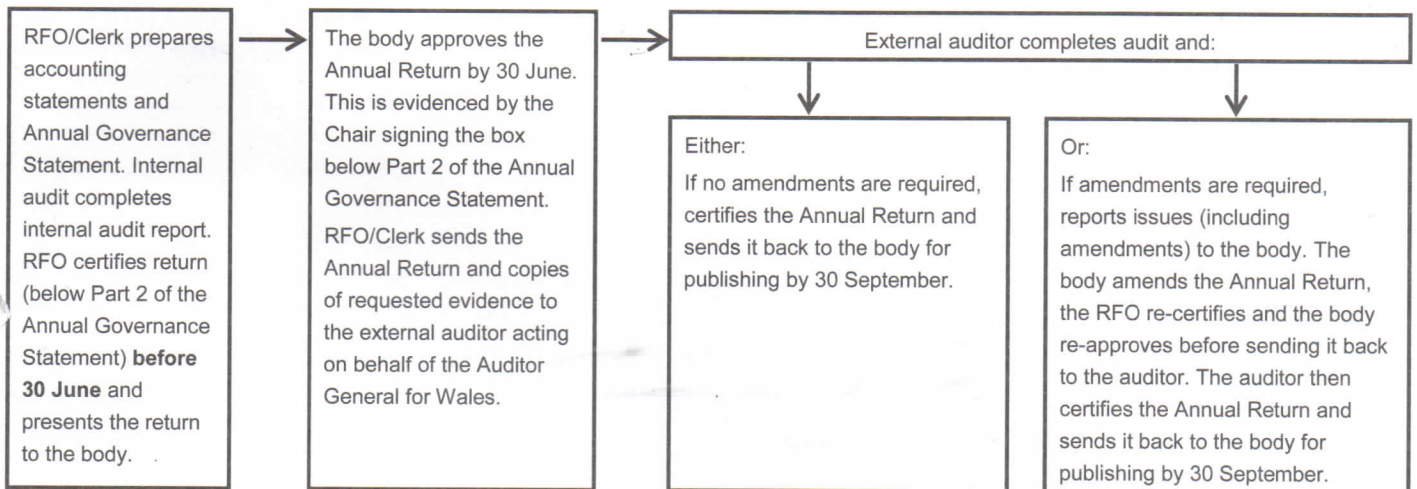 RFO/Clerk prepares
accounting
statements and
Annual Governance
Statement. Internal
audit completes
internal audit report.
RFO certifies return
(below Part 2 of the
Annual Governance
Statement) before
30 June and
presents the return
to the body.
The body approves the
Annual Return by 30 June.
This is evidenced by the
Chair signing the box
below Part 2 of the Annual
Governance Statement.
RFO/Clerk sends the
Annual Return and copies
of requested evidence to
the external auditor acting
on behalf of the Auditor
General for Wales.
External auditor completes audit and:
Either:
If no amendments are required,
certifies the Annual Return and
sends it back to the body for
publishing by 30 September.
Or:
If amendments are required,
reports issues (including
amendments) to the body. The
body amends the Annual Return,
the RFO re-certifies and the body
re-approves before sending it back
to the auditor. The auditor then
certifies the Annual Return and
sends it back to the body for
publishing by 30 September.